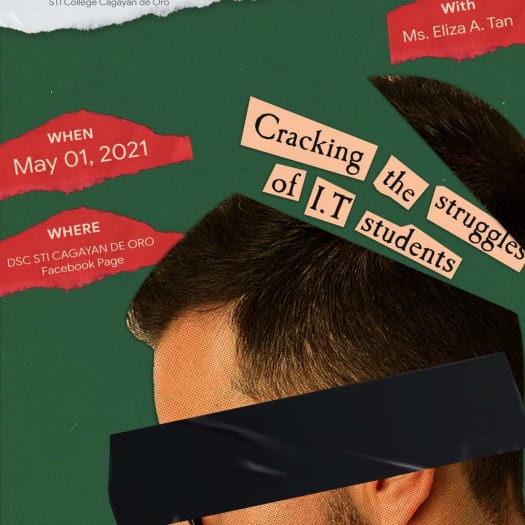 STI College Cagayan de Oro
With
Ms. Eliza A. Tan
WHEN
May 01, 2021
Cracking the struggles
of I.T students
WHERE
DSC STI CAGAYAN DE ORO
Facebook Page